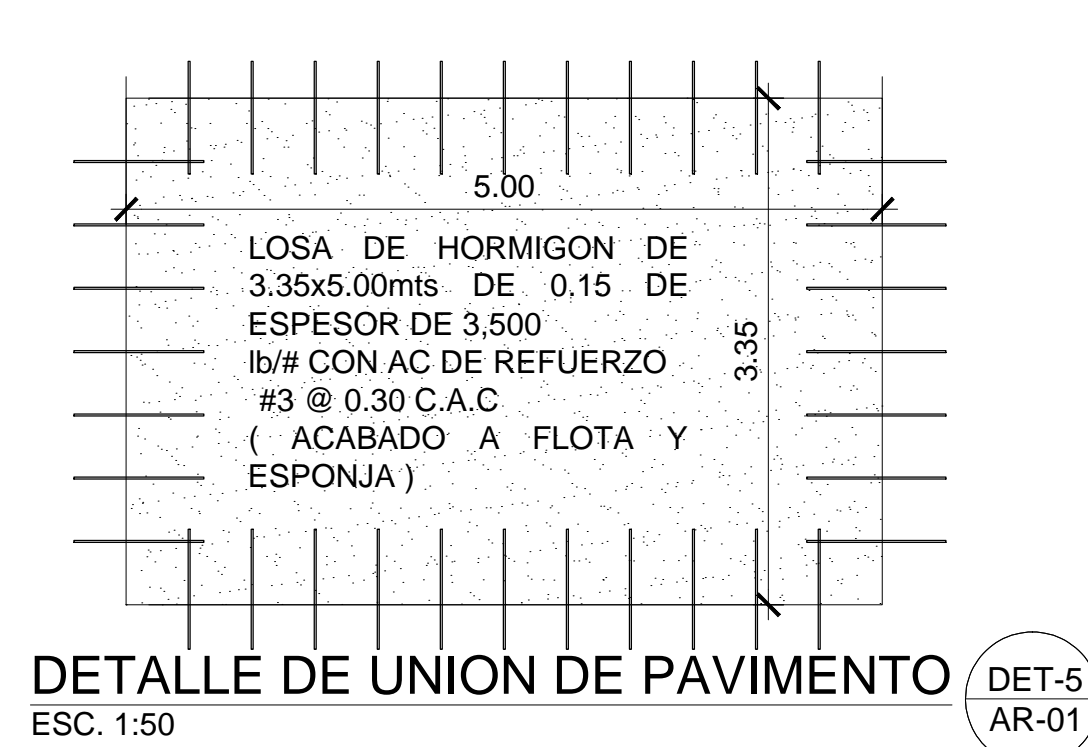 5.00
LOSA DE HORMIGON DE
3.35x5.00mts DE 0.15 DE
ESPESOR DE 3,500
lb/# CON AC DE REFUERZO
#3 @ 0.30 C.A.C
( ACABADO A FLOTA Y
ESPONJA )
3.35
DETALLE DE UNION DE PAVIMENTO
ESC. 1:50
DET-5
AR-01